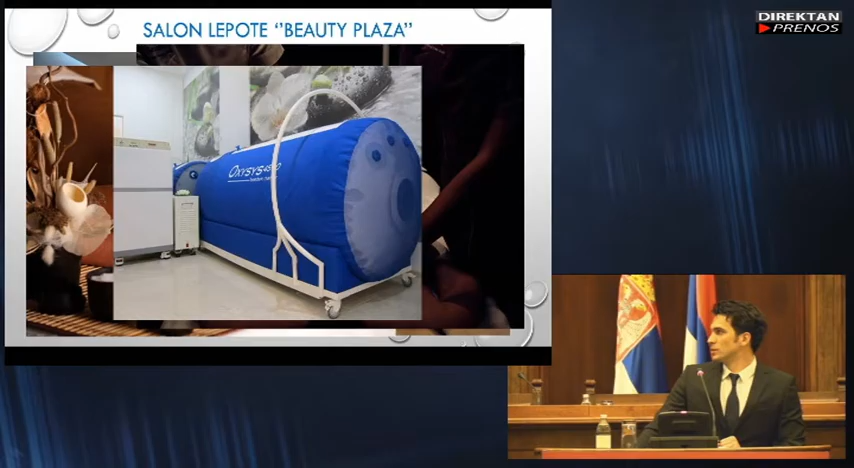 SALON LEPOTE “BEAUTY PLAZA”
DIREKTAN
PRENOS